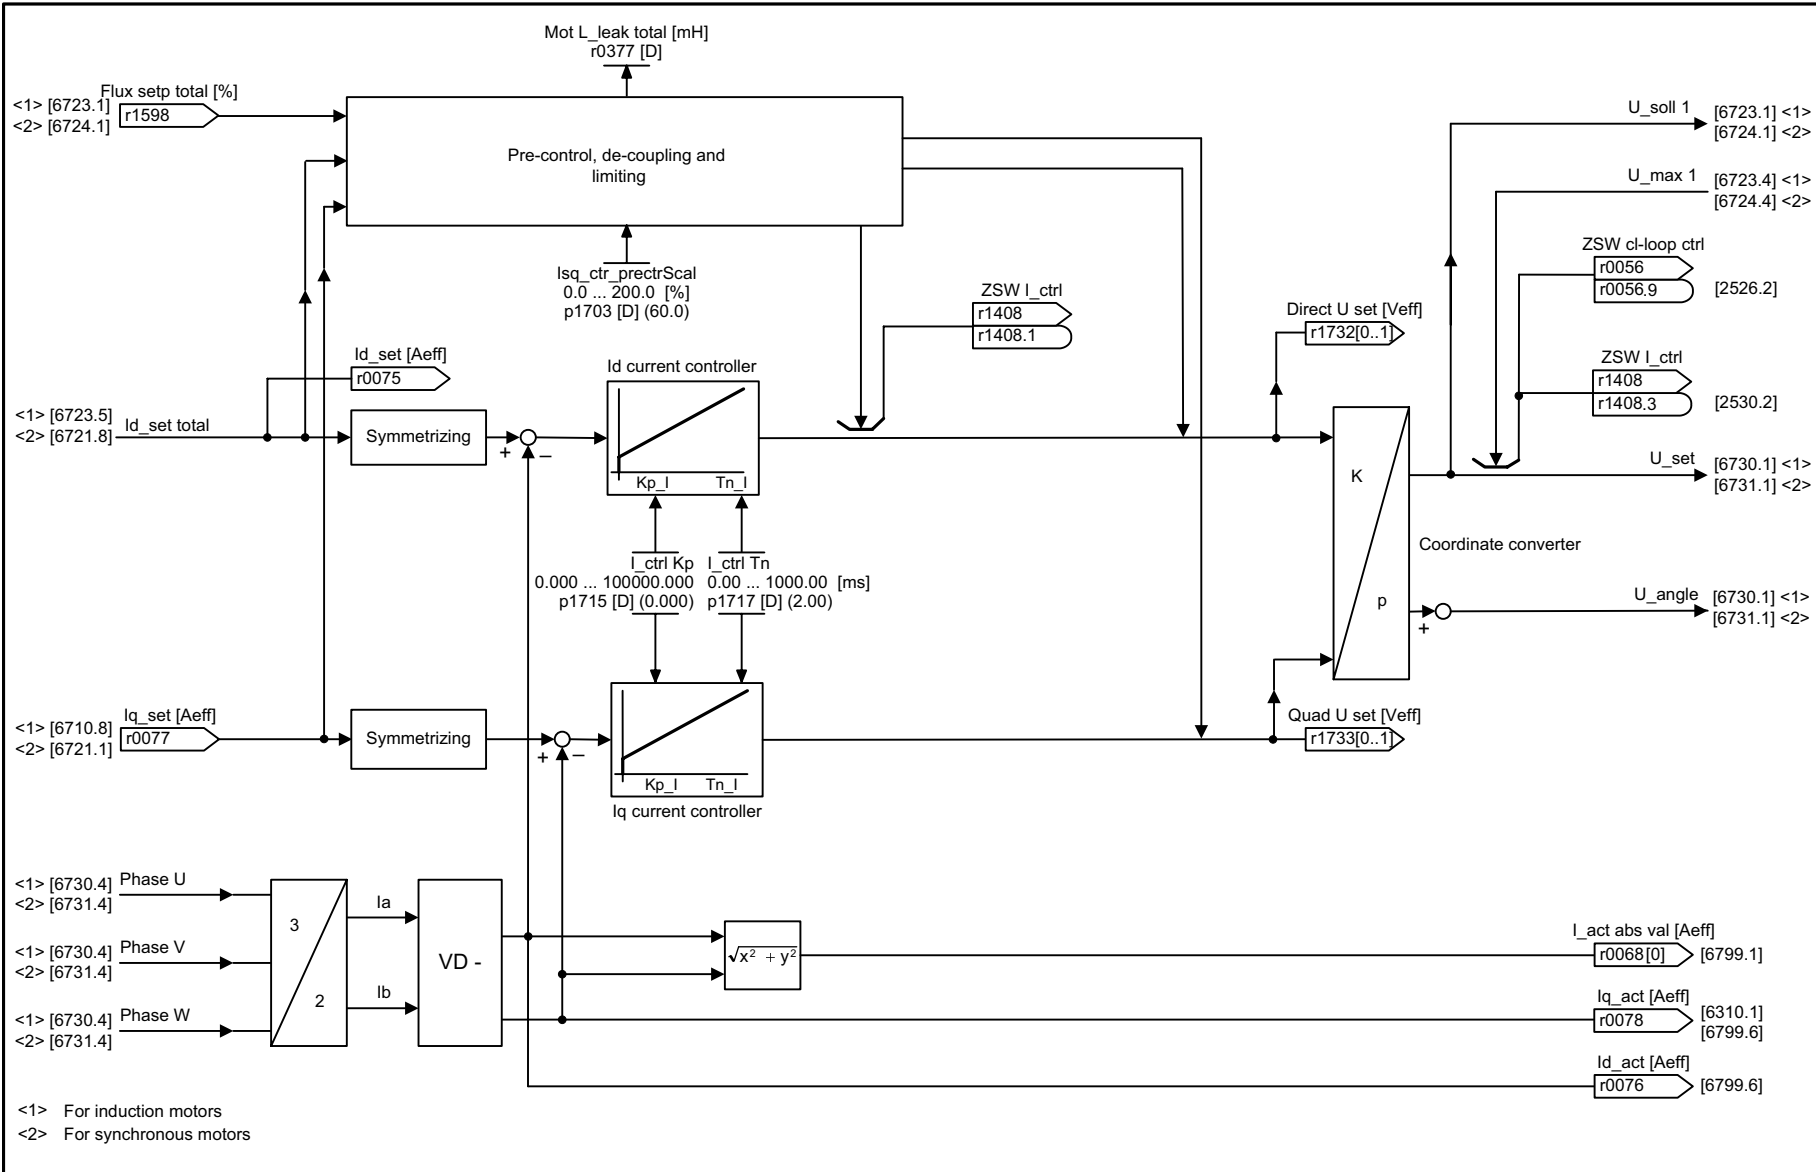 Mot L_leak total [mH]
r0377 [D]
Flux setp total [%]
<1> [6723.1]
<2> [6724.1]
r1598
Pre-control, de-coupling and
limiting
U_soll 1
[6723.1] <1>
[6724.1] <2>
U_max 1
[6723.4] <1>
[6724.4] <2>
Isq_ctr_prectrScal
0.0 ... 200.0 [%]
p1703 [D] (60.0)
ZSW cl-loop ctrl
r0056
r0056.9
[2526.2]
ZSW I_ctrl
r1408
r1408.1
Direct U set [Veff]
r1732[0..1]
ZSW I_ctrl
r1408
r1408.3
[2530.2]
Id_set [Aeff]
r0075
Id current controller
Kp_I Tn_I
<1> [6723.5]
<2> [6721.8]
Id_set total
Symmetrizing
+
–
K
p
Coordinate converter
U_set
[6730.1] <1>
[6731.1] <2>
I_ctrl Kp
0.000 ... 100000.000
p1715 [D] (0.000)
I_ctrl Tn
0.00 ... 1000.00 [ms]
p1717 [D] (2.00)
U_angle
[6730.1] <1>
[6731.1] <2>
+
<1> [6710.8]
<2> [6721.1]
Iq_set [Aeff]
r0077
Symmetrizing
+
–
Kp_I Tn_I
Iq current controller
Quad U set [Veff]
r1733[0..1]
<1> [6730.4]
<2> [6731.4]
Phase U
<1> [6730.4]
<2> [6731.4]
Phase V
<1> [6730.4]
<2> [6731.4]
Phase W
3
2
Ia
Ib
VD -
√x² + y²
I_act abs val [Aeff]
r0068[0]
[6799.1]
Iq_act [Aeff]
r0078
[6310.1]
[6799.6]
Id_act [Aeff]
r0076
[6799.6]
<1> For induction motors
<2> For synchronous motors